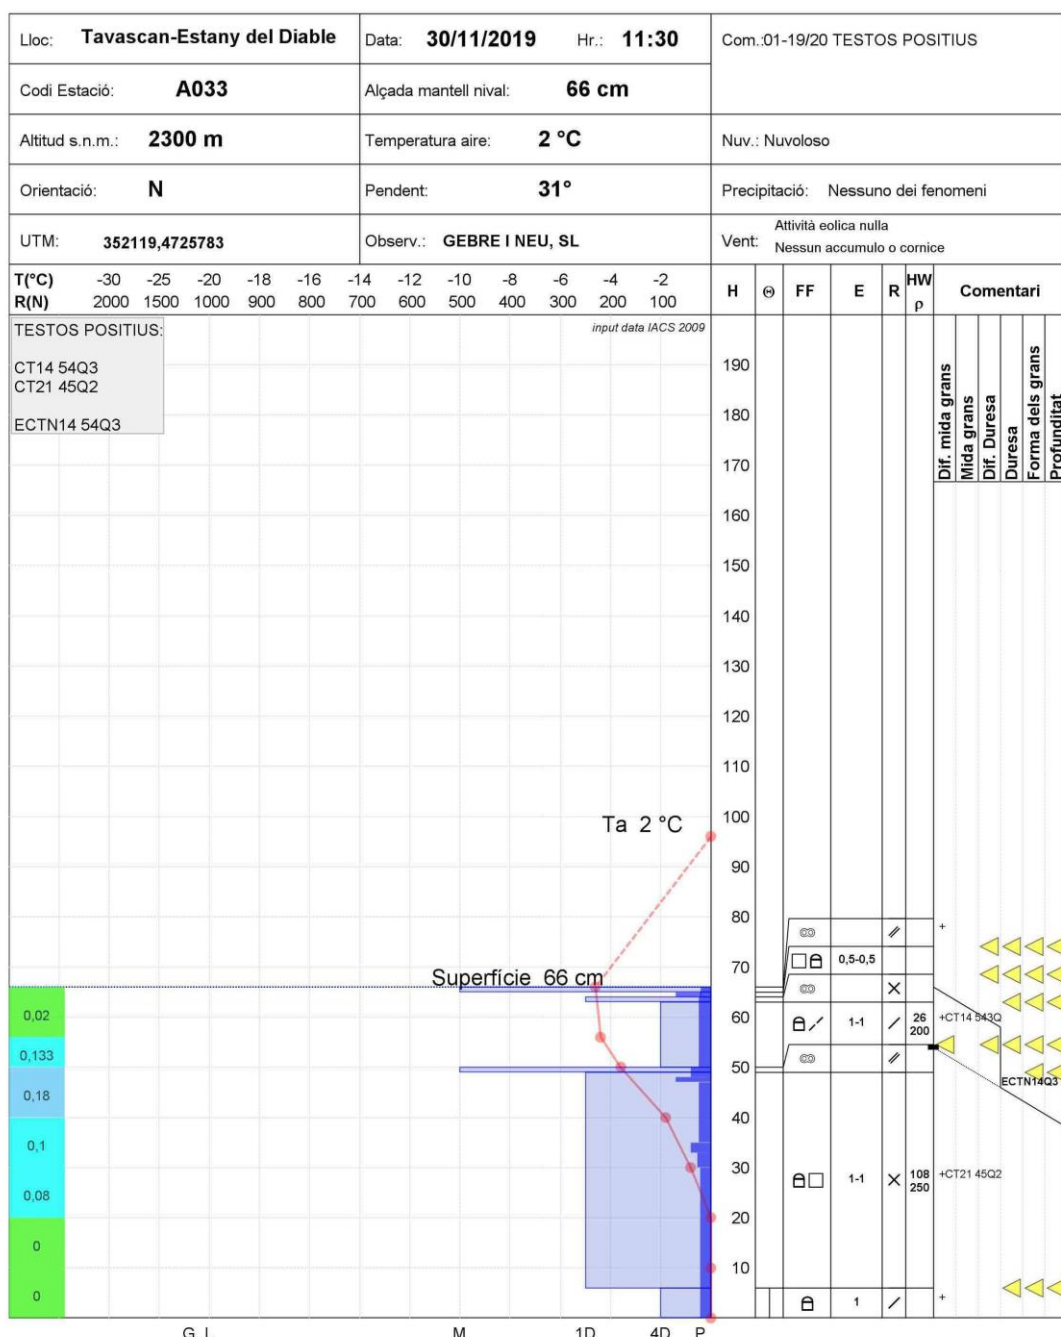 Lloc: Tavascan-Estany del Diable Data: 30/11/2019 Hr.: 11:30 Com.:01-19/20 TESTOS POSITIUS
Codi Estació: A033 Alçada mantell nival: 66 cm
Altitud s.n.m.: 2300 m Temperatura aire: 2 °C Nuv.: Nuvoloso
Orientació: N Pendent: 31° Precipitació: Nessuno dei fenomeni
UTM: 352119,4725783 Observ.: GEBRE I NEU, SL Vent: Attività eolica nulla
Nessun accumulo o cornice
T(°C) -30 -25 -20 -18 -16 -14 -12 -10 -8 -6 -4 -2
R(N) 2000 1500 1000 900 800 700 600 500 400 300 200 100
H FF E R HW ρ Comentari
TESTOS POSITIUS:
input data IACS 2009
CT14 54Q3
CT21 45Q2
ECTN14 54Q3
Dif. mida grans
Mida grans
Dif. Duresa
Duresa
Forma dels grans
Profunditat
190
180
170
160
150
140
130
120
110
100
Ta 2 °C
90
80
+
0,5-0,5
70
Superfície 66 cm
0,02 60 1-1 26 200 +CT14 543Q
0,133
50
ECTN14Q3
0,18
40
0,1
30 1-1 108 250 +CT21 45Q2
0,08
20
0
10
0 1 +
G L M 1D 4D P